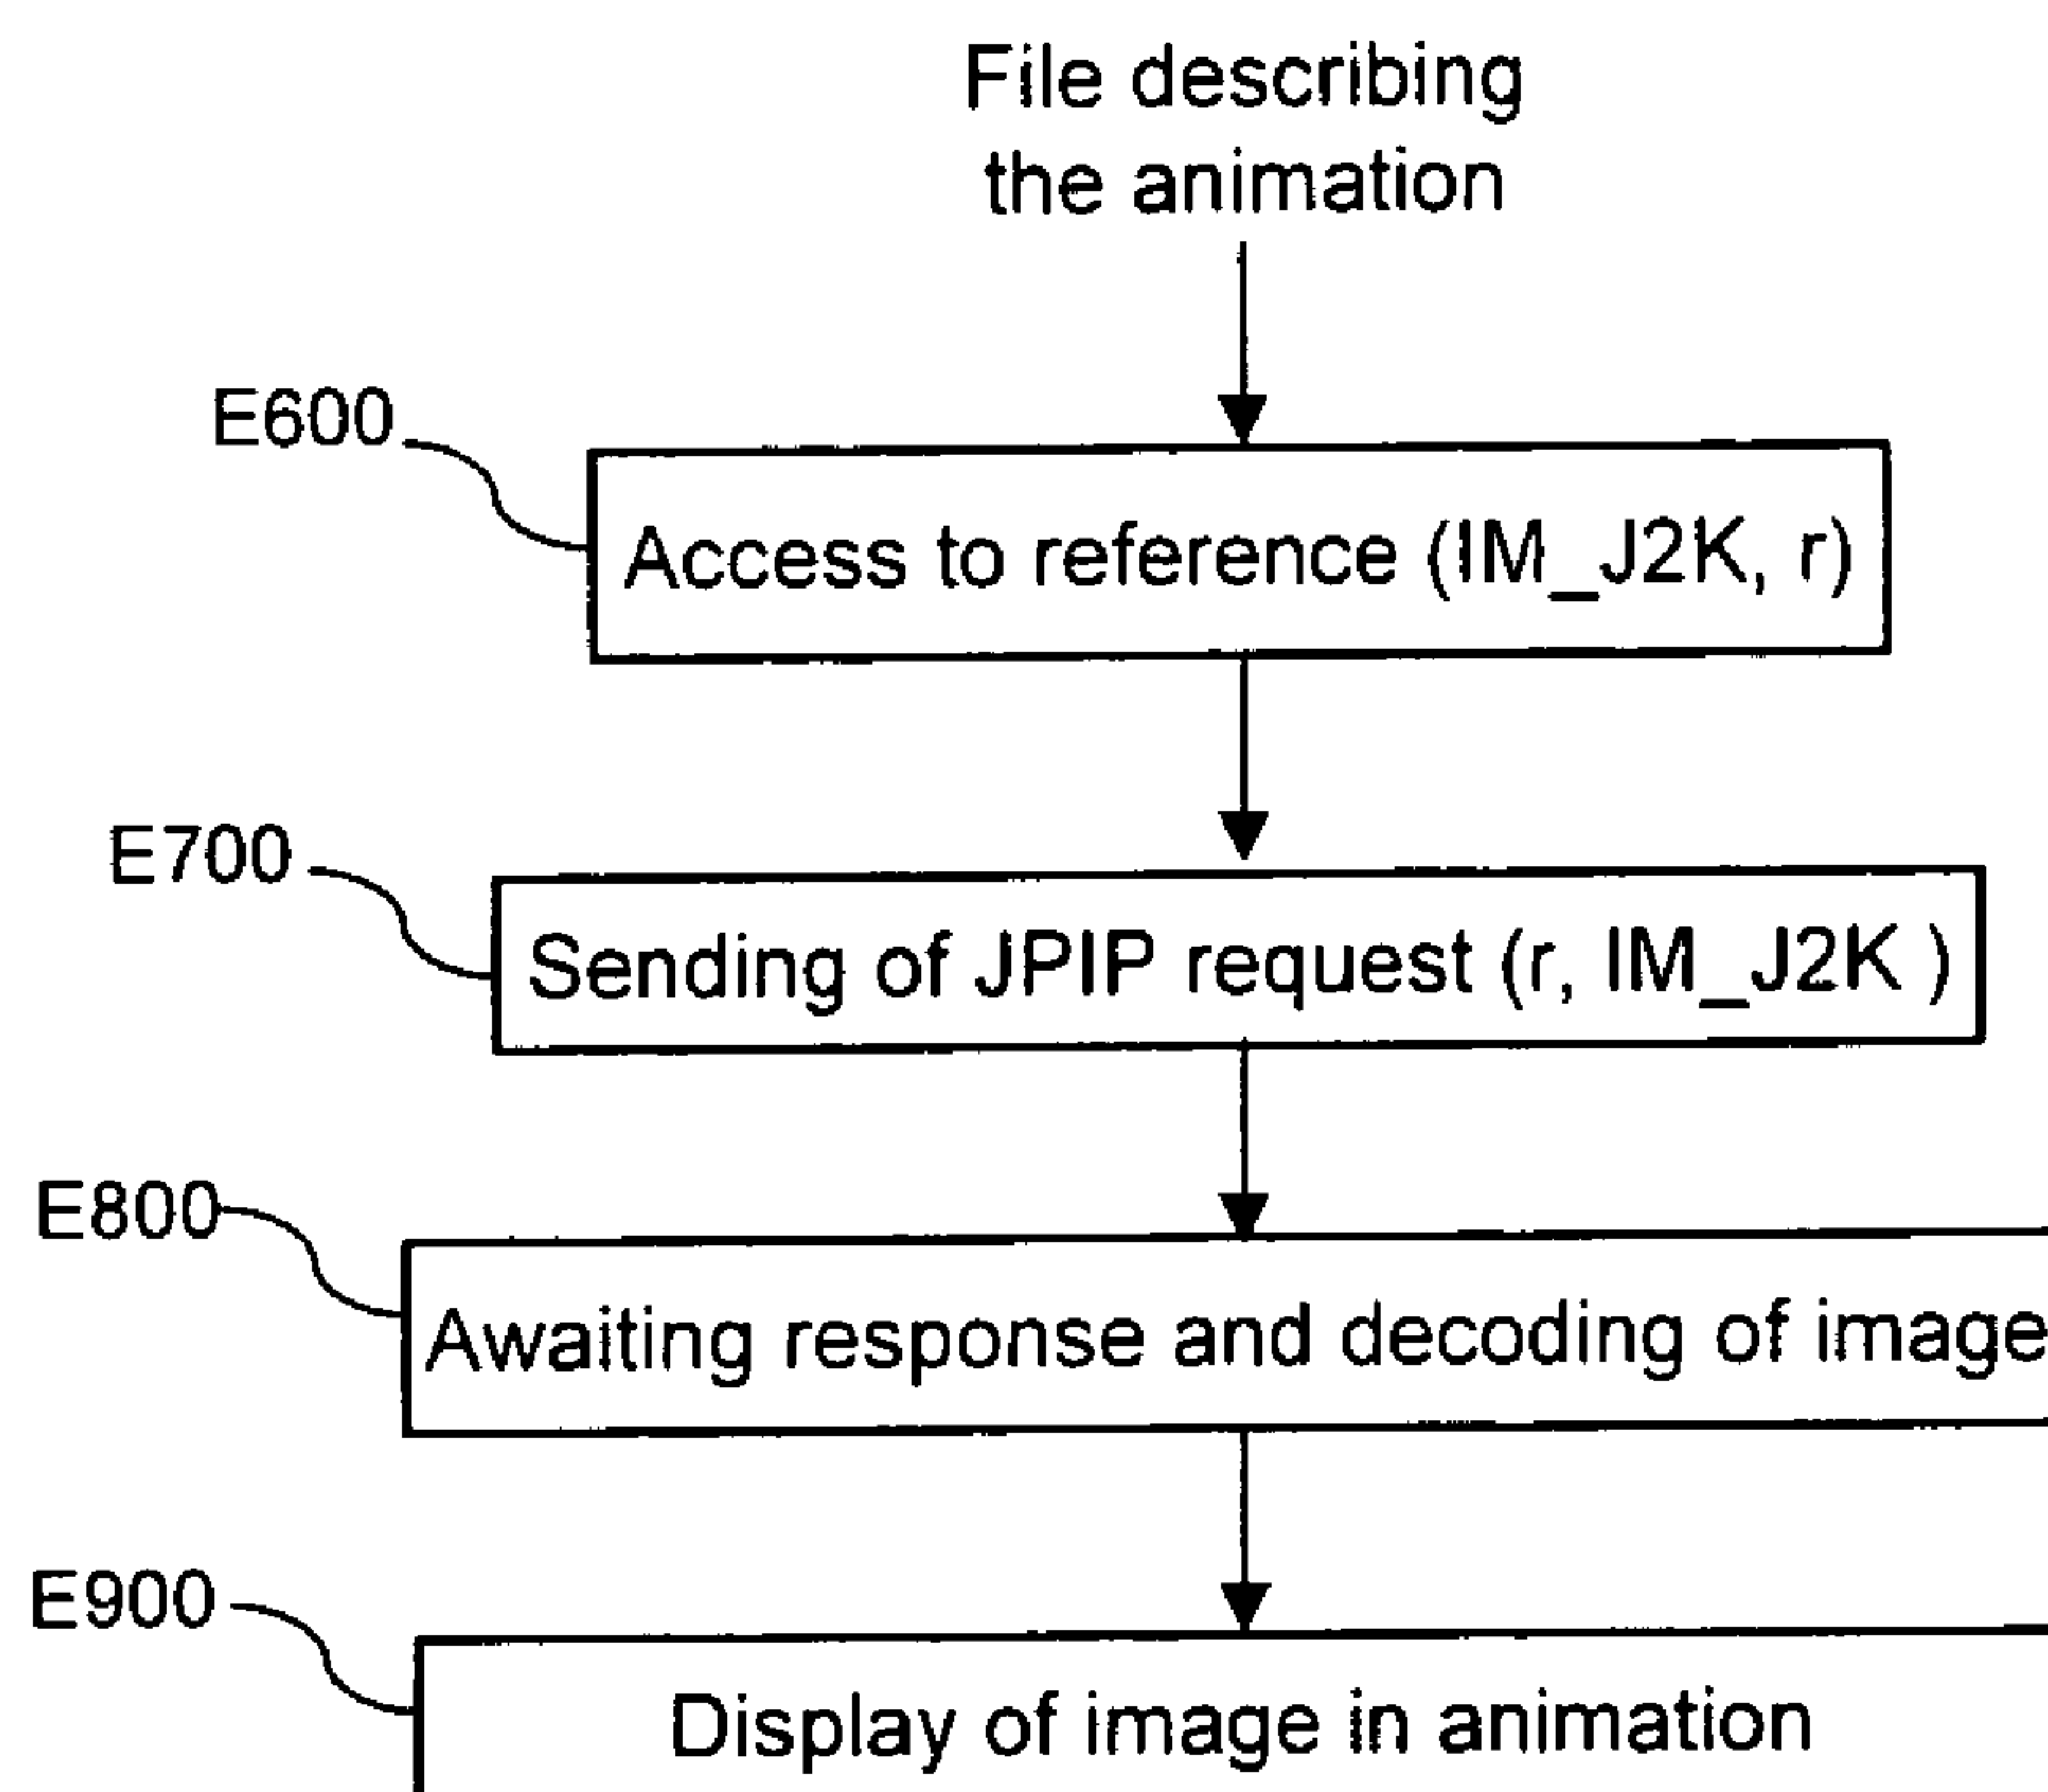 File describing
the animation
E600
Access to reference (IM_J2K, r)
E700
Sending of JPIP request (r, IM_J2K )
E800
Awaiting response and decoding of image
E900
Display of image in animation